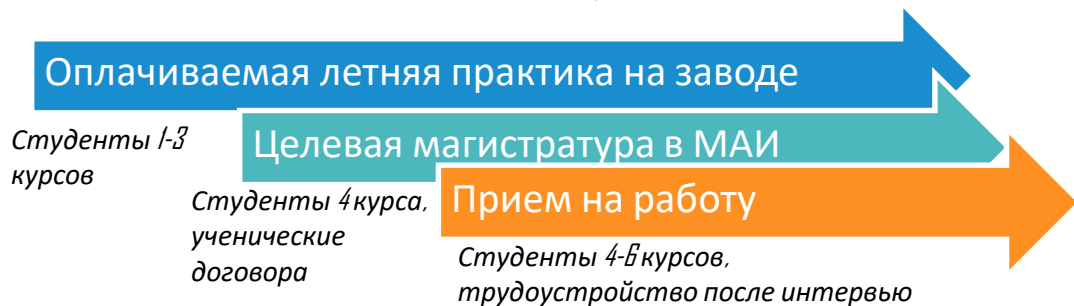 Оплачиваемая летняя практика на заводе
Студенты 1-3
курсов
Целевая магистратура в МАИ
Студенты 4 курса,
ученические
договора
Прием на работу
Студенты 4-6 курсов,
трудоустройство после интервью